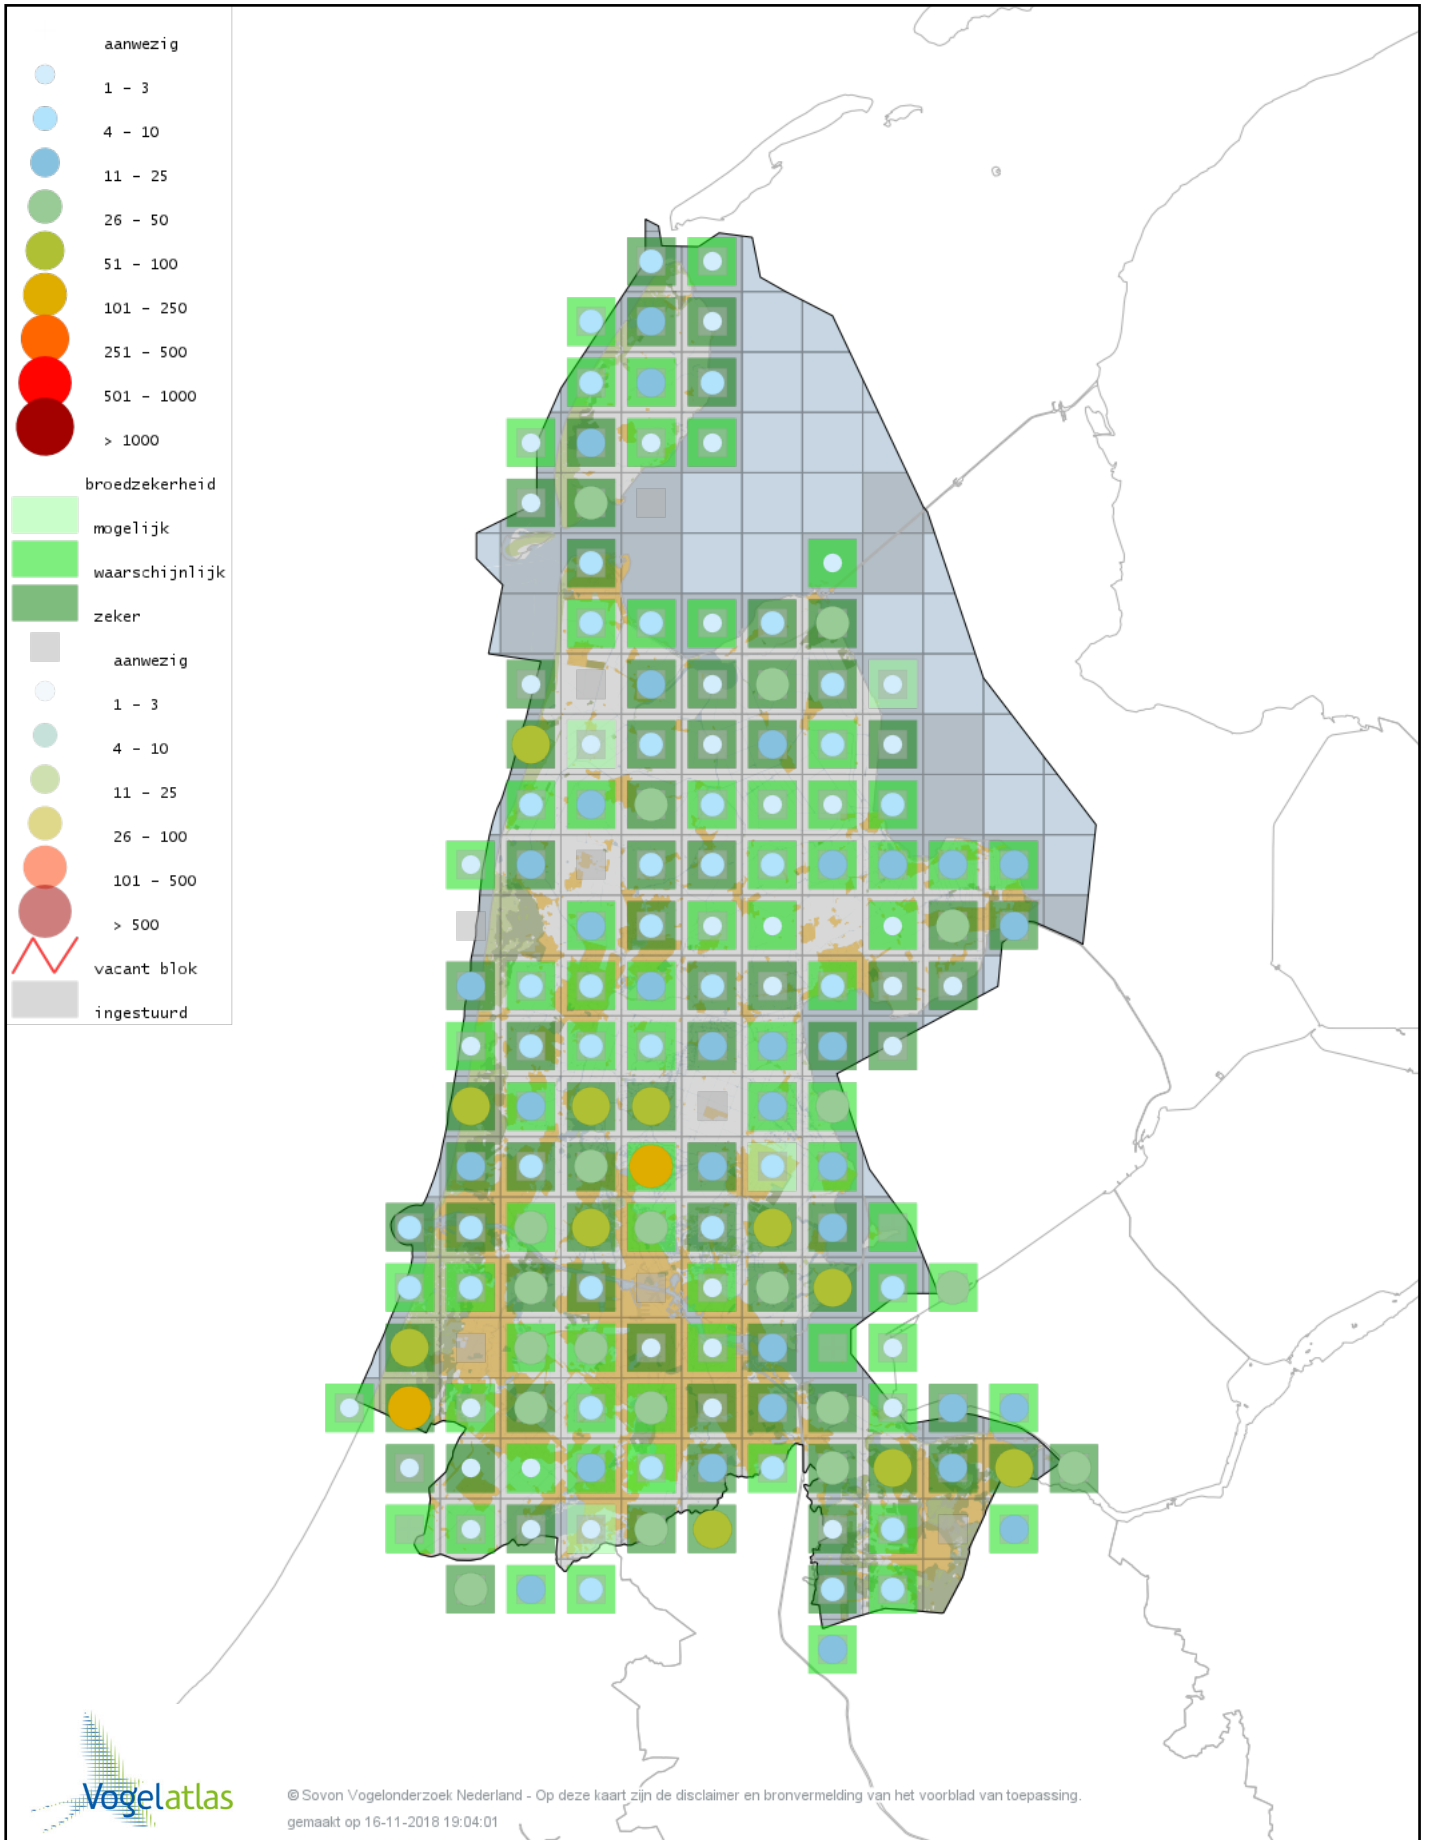 aanwezig
1 - 3
4 - 10
11 - 25
26 - 50
51 - 100
101 - 250
251 - 500
501 - 1000
> 1000
broedzekerheid
mogelijk
waarschijnlijk
zeker
aanwezig
1 - 3
4 - 10
11 - 25
26 - 100
101 - 500
> 500
vacant blok
ingestuurd
Vogelatlas
© Sovon Vogelonderzoek Nederland - Op deze kaart zijn de disclaimer en bronvermelding van het voorblad van toepassing.
gemaakt op 16-11-2018 19:04:01